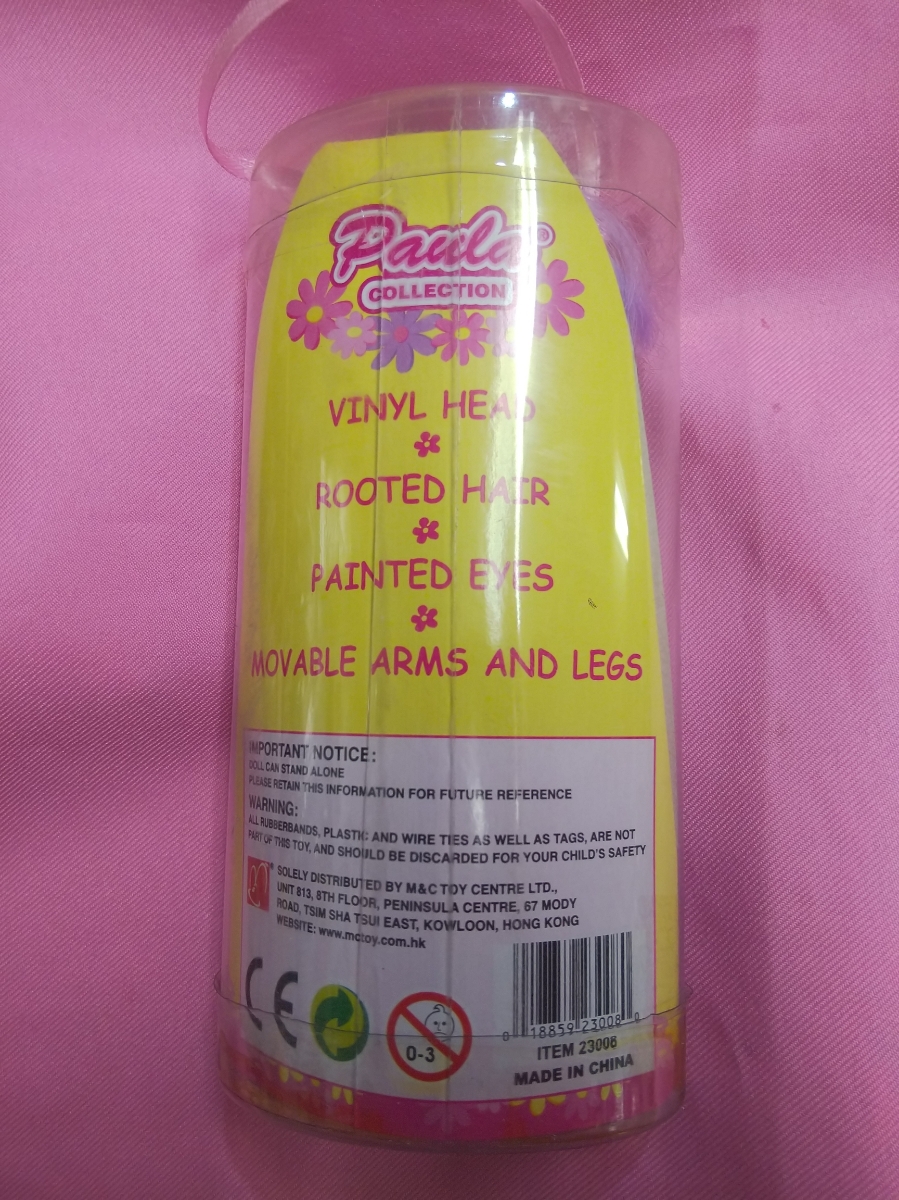 Paula®
COLLECTION
VINYL HEAD
ROOTED HAIR
PAINTED EYES
MOVABLE ARMS AND LEGS
IMPORTANT NOTICE:
DOLL CAN STAND ALONE
PLEASE RETAIN THIS INFORMATION FOR FUTURE REFERENCE
WARNING:
ALL RUBBERBANDS, PLASTIC AND WIRE TIES AS WELL AS TAGS, ARE NOT
PART OF THIS TOY, AND SHOULD BE DISCARDED FOR YOUR CHILD'S SAFETY
SOLELY DISTRIBUTED BY M&C TOY CENTRE LTD.,
UNIT 813, 8TH FLOOR, PENINSULA CENTRE, 67 MODY
ROAD, TSIM SHA TSUI EAST, KOWLOON, HONG KONG
WEBSITE: www.mctoy.com.hk
CE
0-3
0 18859 23008 0
ITEM 23008
MADE IN CHINA